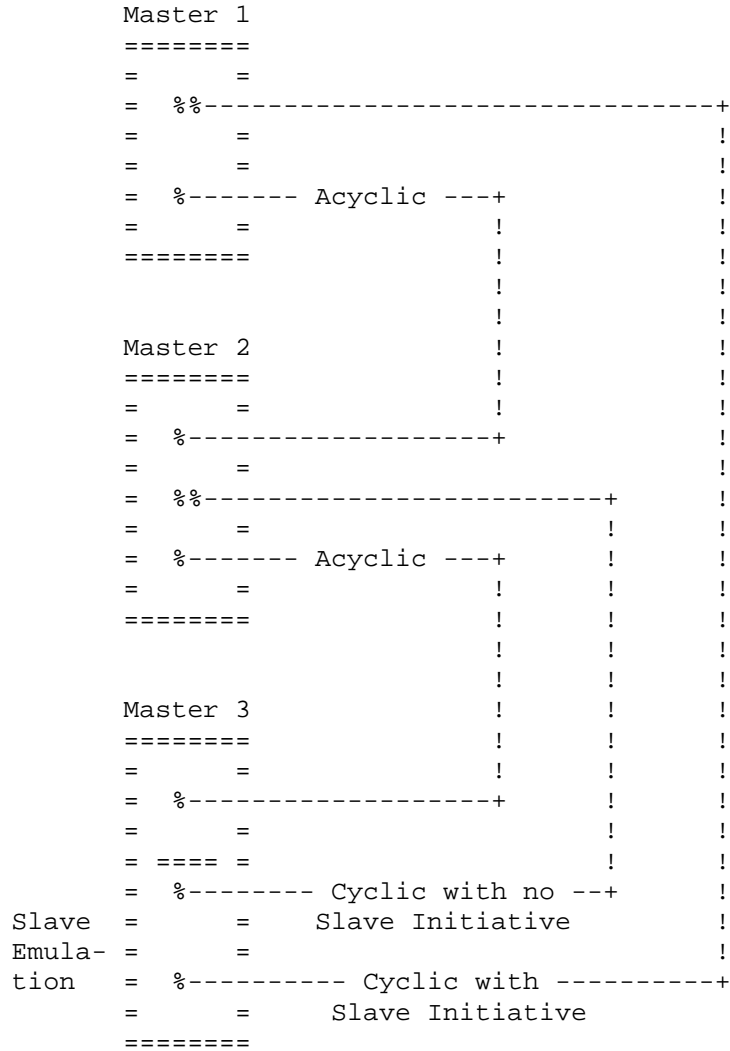 Master 1
Acyclic
Master 2
Acyclic
Master 3
Cyclic with no
Slave Slave Initiative
Emula-
tion Cyclic with
Slave Initiative